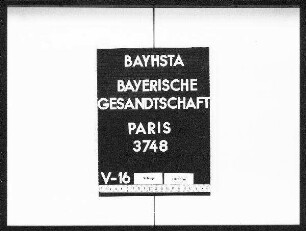 BAYHSTA
BAYERISCHE
GESANDTSCHAFT
PARIS
3748
V-16